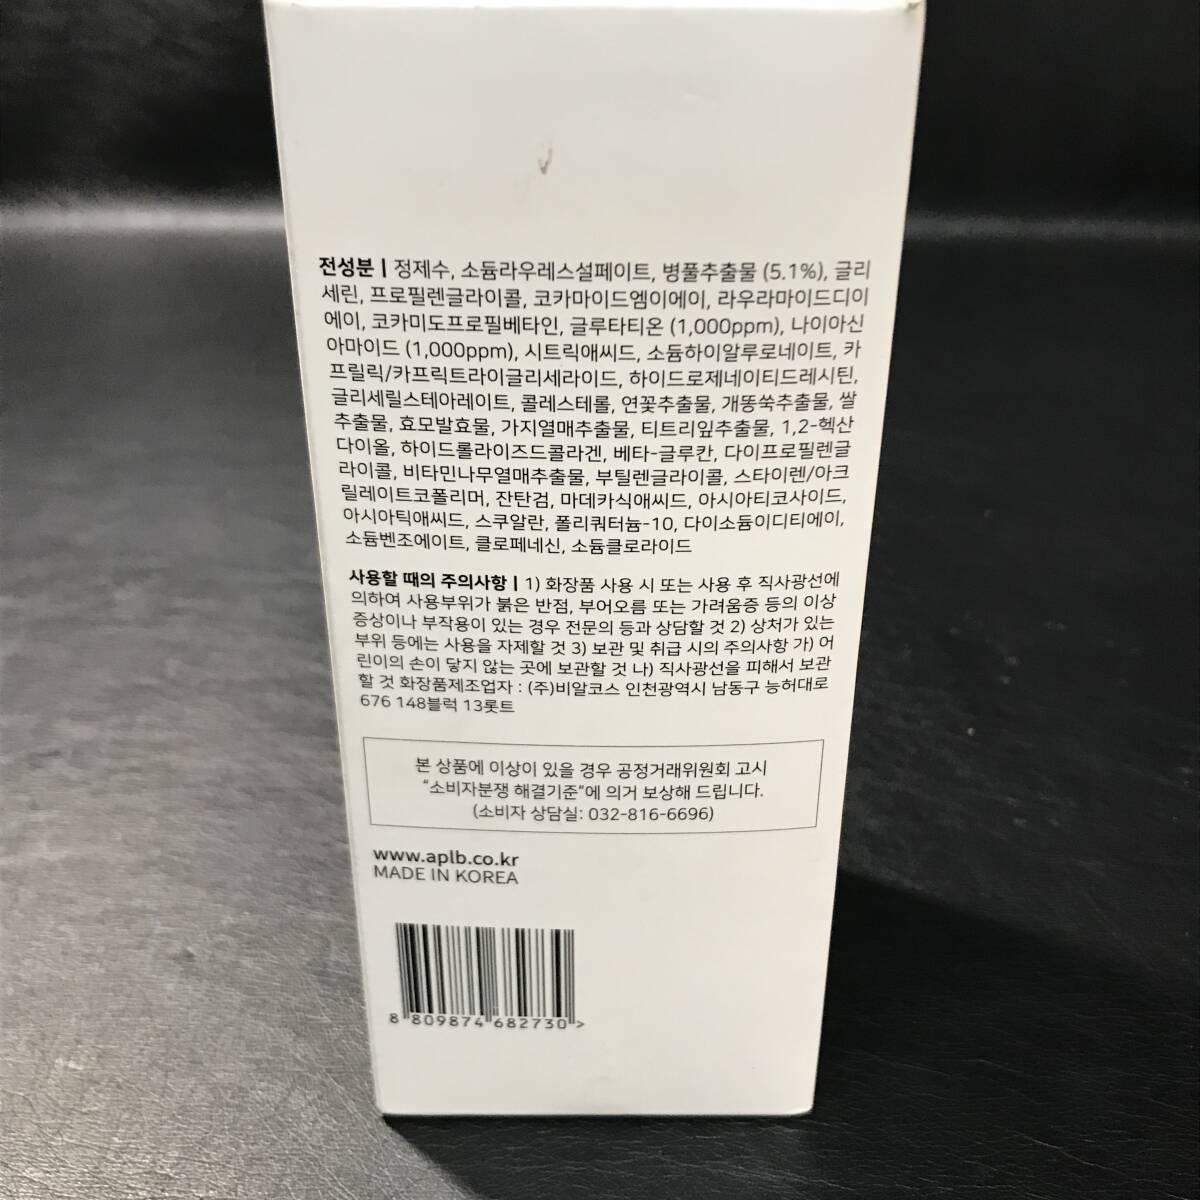 전성분 | 정제수, 소듐라우레스설페이트, 병풀추출물 (5.1%), 글리
세린, 프로필렌글라이콜, 코카마이드엠이에이, 라우라마이드디이
에이, 코카미도프로필베타인, 글루타티온 (1,000ppm), 나이아신
아마이드 (1,000ppm), 시트릭애씨드, 소듐하이알루로네이트, 카
프릴릭/카프릭트라이글리세라이드, 하이드로제네이티드레시틴,
글리세릴스테아레이트, 콜레스테롤, 연꽃추출물, 개똥쑥추출물, 쌀
추출물, 효모발효물, 가지열매추출물, 티트리잎추출물, 1,2-헥산
다이올, 하이드롤라이즈드콜라겐, 베타-글루칸, 다이프로필렌글
라이콜, 비타민나무열매추출물, 부틸렌글라이콜, 스타이렌/아크
릴레이트코폴리머, 잔탄검, 마데카식애씨드, 아시아티코사이드,
아시아틱애씨드, 스쿠알란, 폴리쿼터늄-10, 다이소듐이디티에이,
소듐벤조에이트, 클로페네신, 소듐클로라이드
사용할 때의 주의사항 | 1) 화장품 사용 시 또는 사용 후 직사광선에
의하여 사용부위가 붉은 반점, 부어오름 또는 가려움증 등의 이상
증상이나 부작용이 있는 경우 전문의 등과 상담할 것 2) 상처가 있는
부위 등에는 사용을 자제할 것 3) 보관 및 취급 시의 주의사항 가) 어
린이의 손이 닿지 않는 곳에 보관할 것 나) 직사광선을 피해서 보관
할 것 화장품제조업자 : (주)비알코스 인천광역시 남동구 능허대로
676 148블럭 13롯트
본 상품에 이상이 있을 경우 공정거래위원회 고시
“소비자분쟁 해결기준”에 의거 보상해 드립니다.
(소비자 상담실: 032-816-6696)
www.aplb.co.kr
MADE IN KOREA
8 809874 682730 >